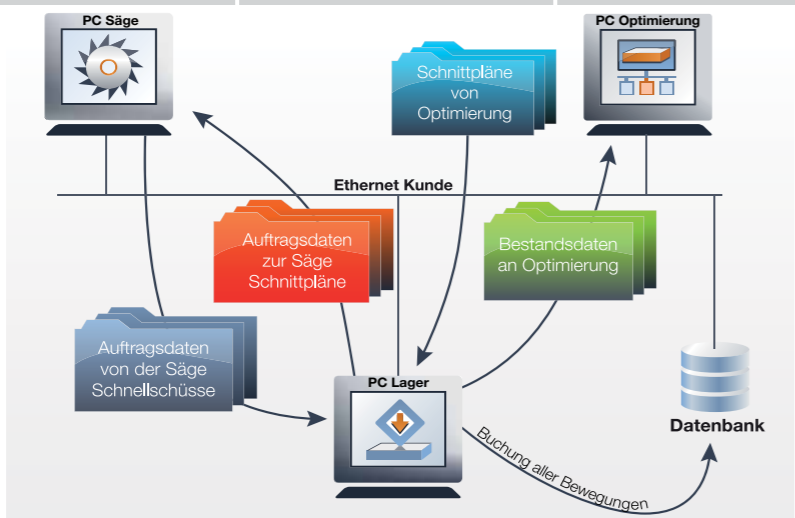 PC Säge
PC Optimierung
Schnittpläne
von
Optimierung
Ethernet Kunde
Auftragsdaten
zur Säge
Schnittpläne
Bestandsdaten
an Optimierung
Auftragsdaten
von der Säge
Schnellschüsse
PC Lager
Datenbank
Buchung aller Bewegungen